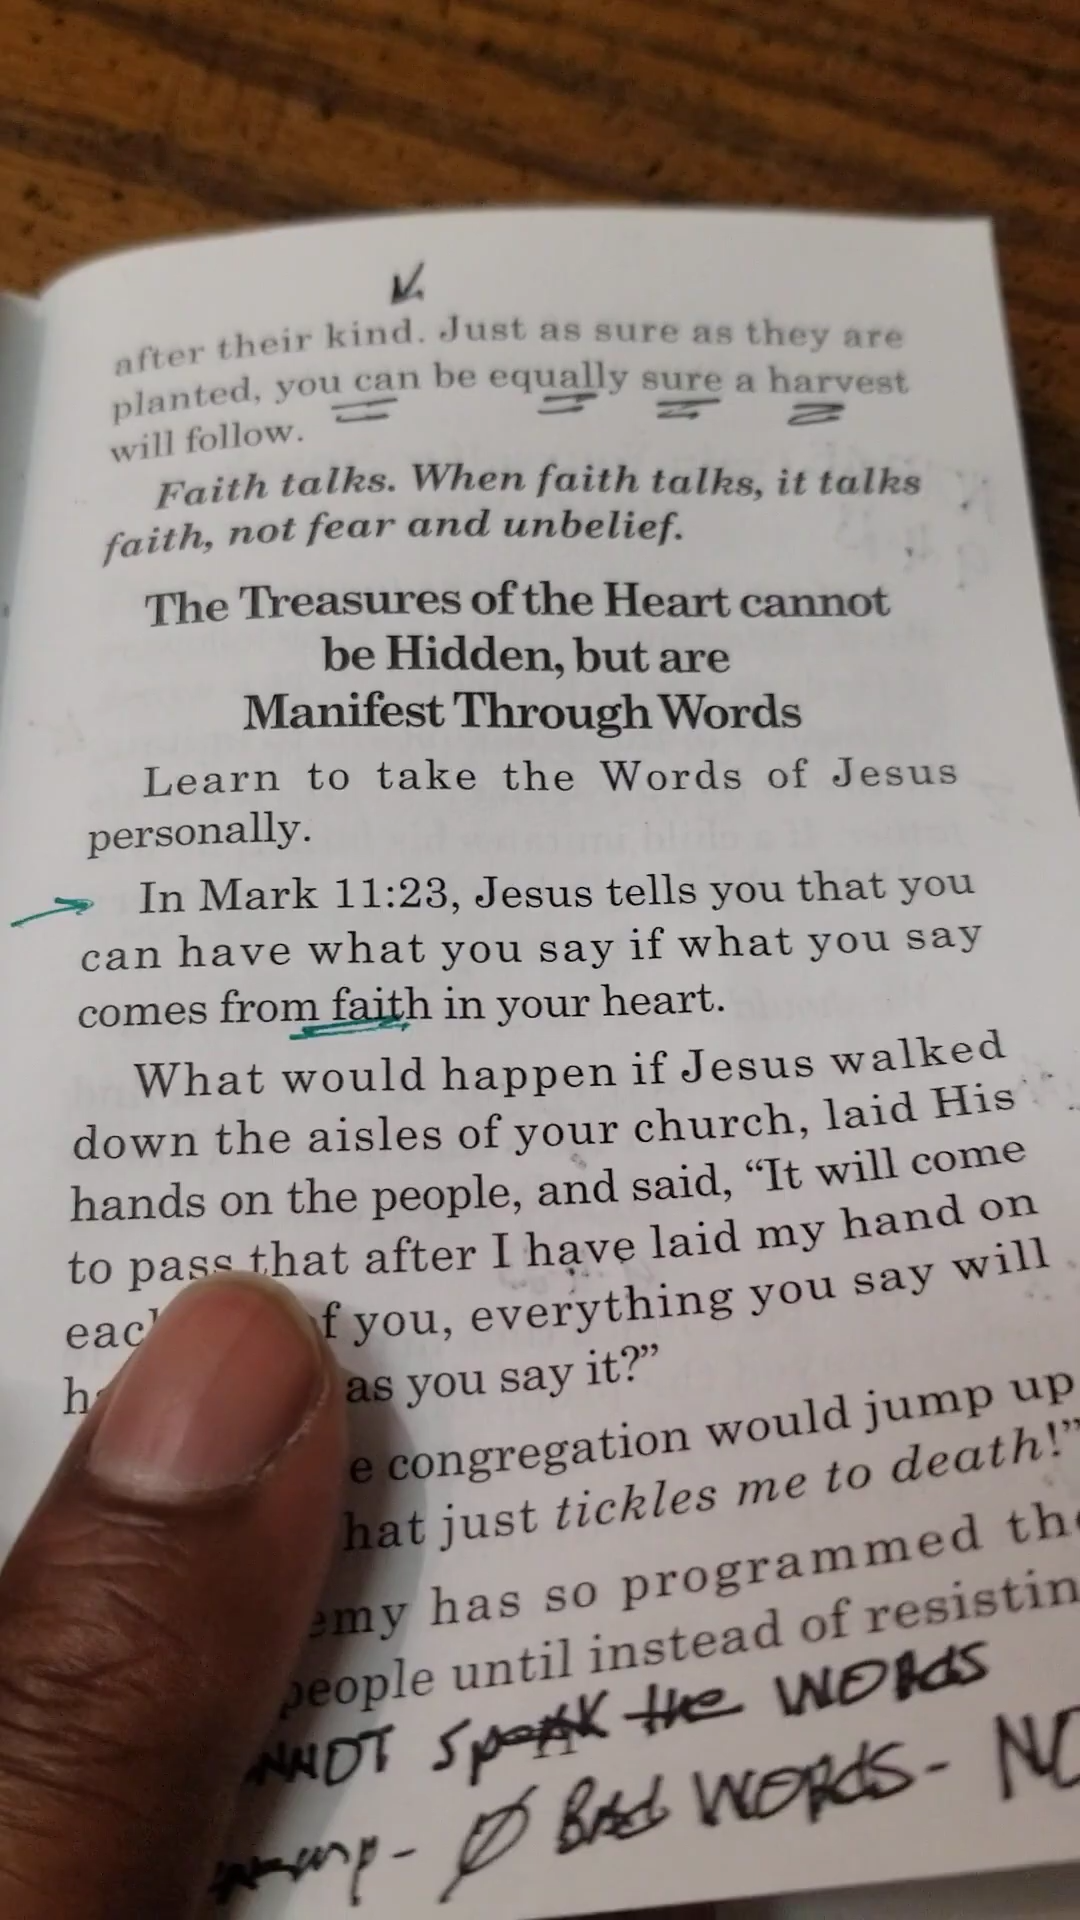 after their kind. Just as sure as they are
planted, you can be equally sure a harvest
will follow.
Faith talks. When faith talks, it talks
faith, not fear and unbelief.
The Treasures of the Heart cannot
be Hidden, but are
Manifest Through Words
Learn to take the Words of Jesus
personally.
In Mark 11:23, Jesus tells you that you
can have what you say if what you say
comes from faith in your heart.
What would happen if Jesus walked
down the aisles of your church, laid His
hands on the people, and said, “It will come
to pass that after I have laid my hand on
of you, everything you say will
as you say it?”
congregation would jump up
just tickles me to death!”
has so programmed
people until instead of
NOT SpeaK the WORds
Ø BAd WORds-